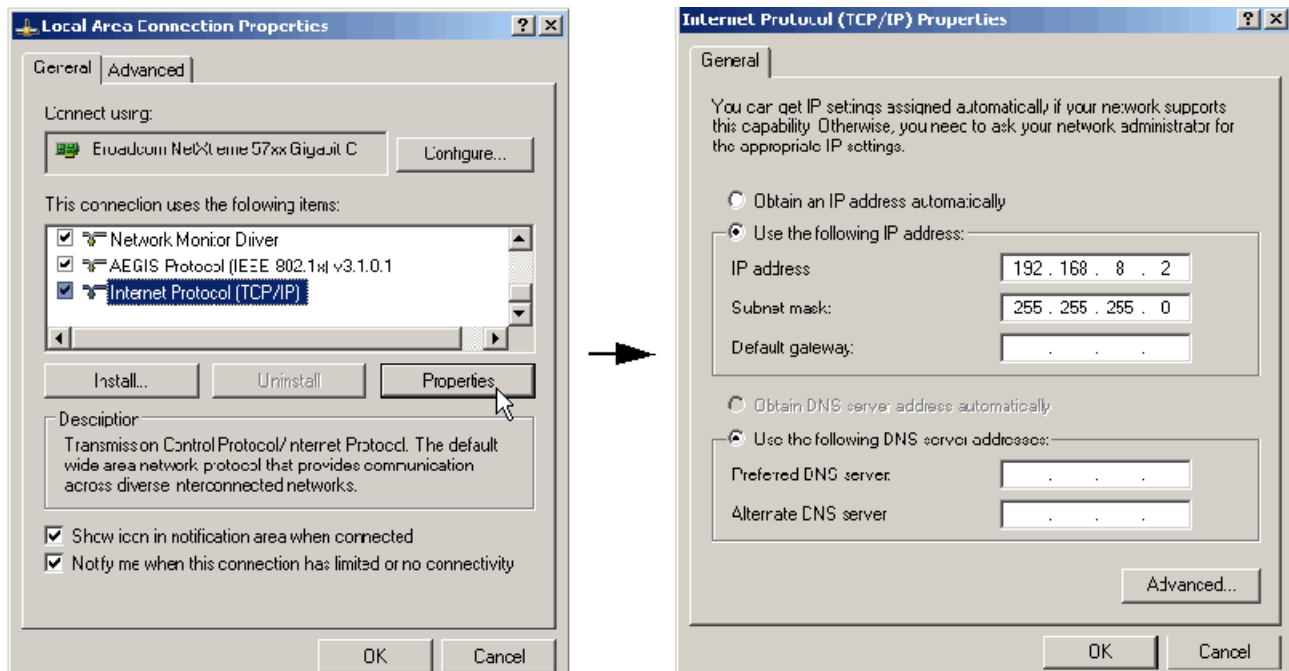 Local Area Connection Properties
General
Advanced
Connect using:
Broadcom NetXtreme 57xx Gigabit C
Configure...
This connection uses the following items:
Network Monitor Driver
AEGIS Protocol (IEEE 802.1x) v3.1.0.1
Internet Protocol (TCP/IP)
Install...
Uninstall
Properties
Description
Transmission Control Protocol/Internet Protocol. The default
wide area network protocol that provides communication
across diverse interconnected networks.
Show icon in notification area when connected
Notify me when this connection has limited or no connectivity
OK
Cancel
Internet Protocol (TCP/IP) Properties
General
You can get IP settings assigned automatically if your network supports
this capability. Otherwise, you need to ask your network administrator for
the appropriate IP settings.
Obtain an IP address automatically
Use the following IP address:
IP address
192 . 168 . 8 . 2
Subnet mask:
255 . 255 . 255 . 0
Default gateway:
. . .
Obtain DNS server address automatically
Use the following DNS server addresses:
Preferred DNS server:
. . .
Alternate DNS server
. . .
Advanced...
OK
Cancel